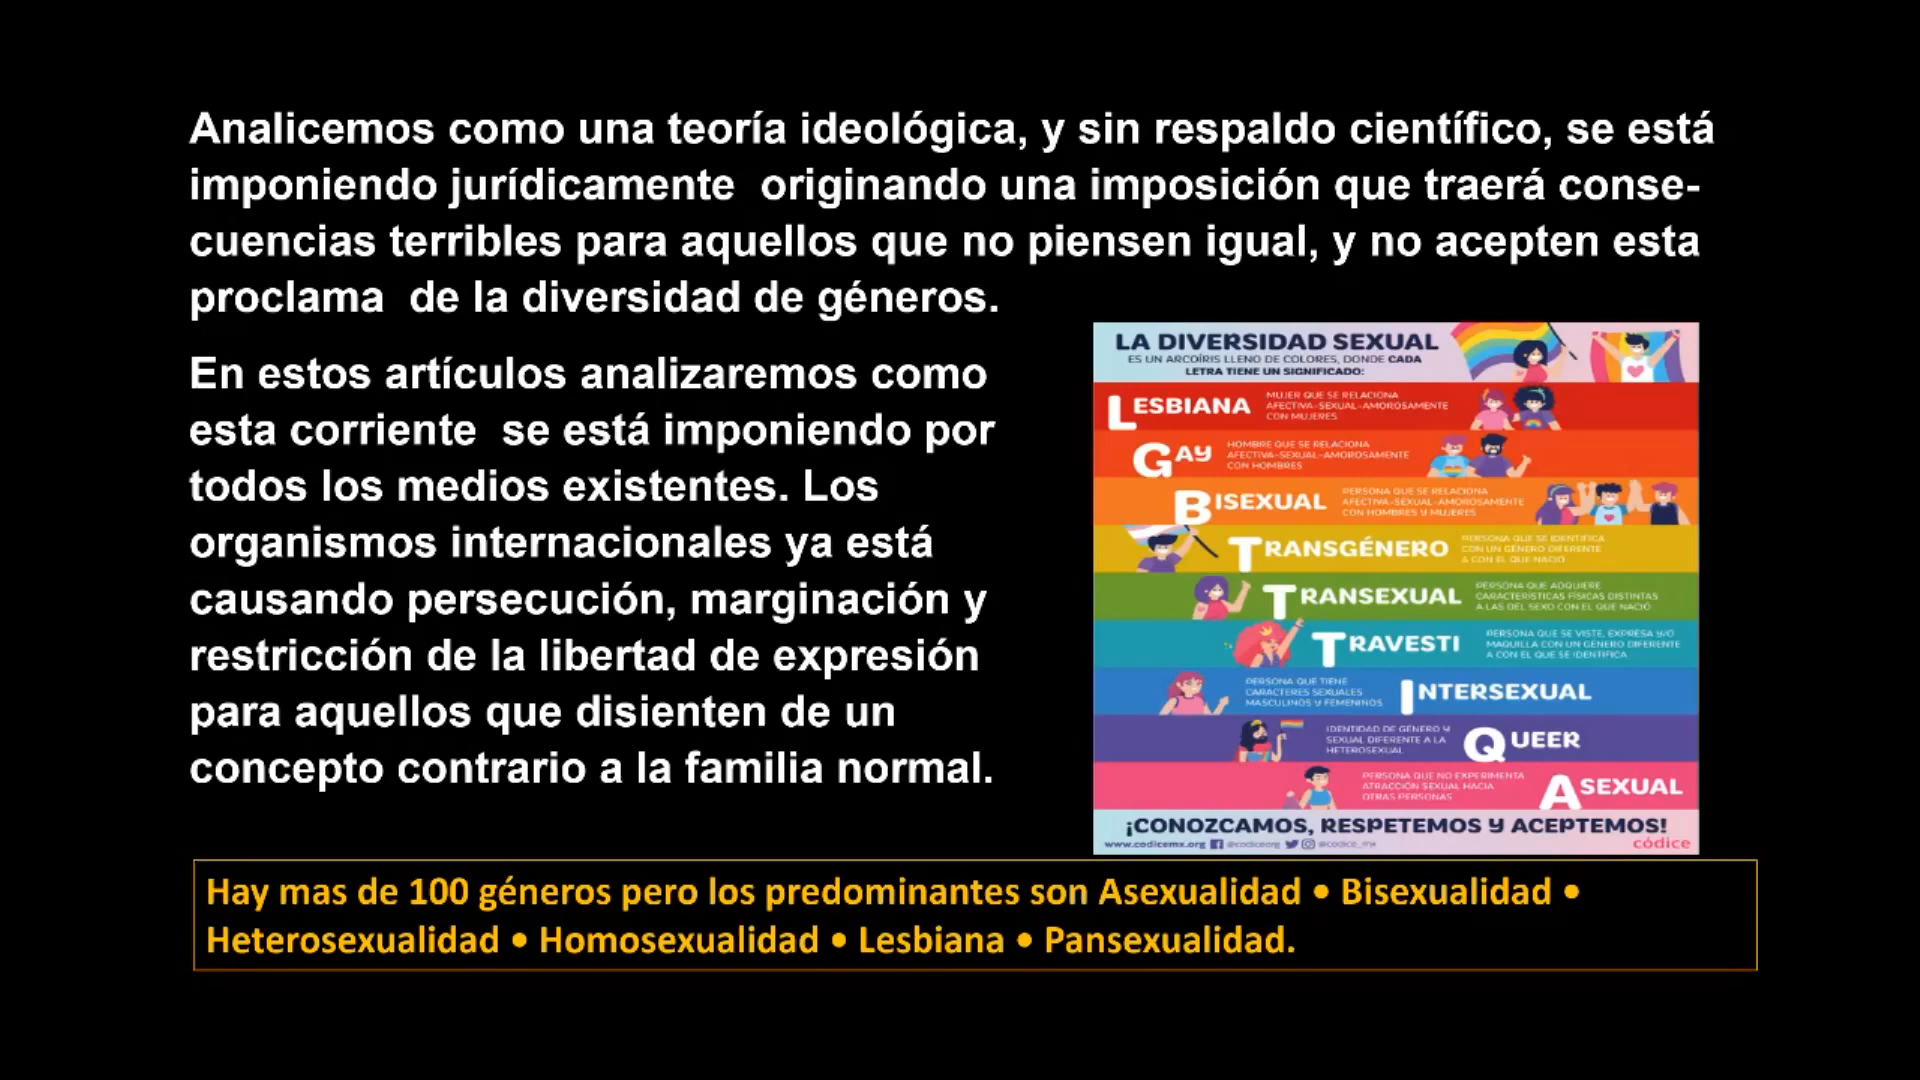 Analicemos como una teoría ideológica, y sin respaldo científico, se está
imponiendo jurídicamente  originando una imposición que traerá conse-
cuencias terribles para aquellos que no piensen igual, y no acepten esta
proclama  de la diversidad de géneros.
En estos artículos analizaremos como
esta corriente  se está imponiendo por
todos los medios existentes. Los
organismos internacionales ya está
causando persecución, marginación y
restricción de la libertad de expresión
para aquellos que disienten de un
concepto contrario a la familia normal.
LA DIVERSIDAD SEXUAL
ES UN ARCOÍRIS LLENO DE COLORES, DONDE CADA
LETRA TIENE UN SIGNIFICADO:
LESBIANA
MUJER QUE SE RELACIONA
AFECTIVA-SEXUAL-AMOROSAMENTE
CON MUJERES
GAY
HOMBRE QUE SE RELACIONA
AFECTIVA-SEXUAL-AMOROSAMENTE
CON HOMBRES
BISEXUAL
PERSONA QUE SE RELACIONA
AFECTIVA-SEXUAL-AMOROSAMENTE
CON HOMBRES Y MUJERES
TRANSGÉNERO
PERSONA QUE SE IDENTIFICA
CON UN GÉNERO DIFERENTE
A CON EL QUE NACIÓ
TRANSEXUAL
PERSONA QUE ADQUIERE
CARACTERÍSTICAS FÍSICAS DISTINTAS
A LAS DEL SEXO CON EL QUE NACIÓ
TRAVESTI
PERSONA QUE SE VISTE, EXPRESA Y/O
MAQUILLA CON UN GÉNERO DIFERENTE
A CON EL QUE SE IDENTIFICA
PERSONA QUE TIENE
CARACTERES SEXUALES
MASCULINOS Y FEMENINOS
INTERSEXUAL
IDENTIDAD DE GÉNERO Y
SEXUAL DIFERENTE A LA
HETEROSEXUAL
QUEER
PERSONA QUE NO EXPERIMENTA
ATRACCIÓN SEXUAL HACIA
OTRAS PERSONAS
ASEXUAL
¡CONOZCAMOS, RESPETEMOS Y ACEPTEMOS!
www.codicemx.org @codiceorg @codice_mx
códice
Hay mas de 100 géneros pero los predominantes son Asexualidad • Bisexualidad •
Heterosexualidad • Homosexualidad • Lesbiana • Pansexualidad.